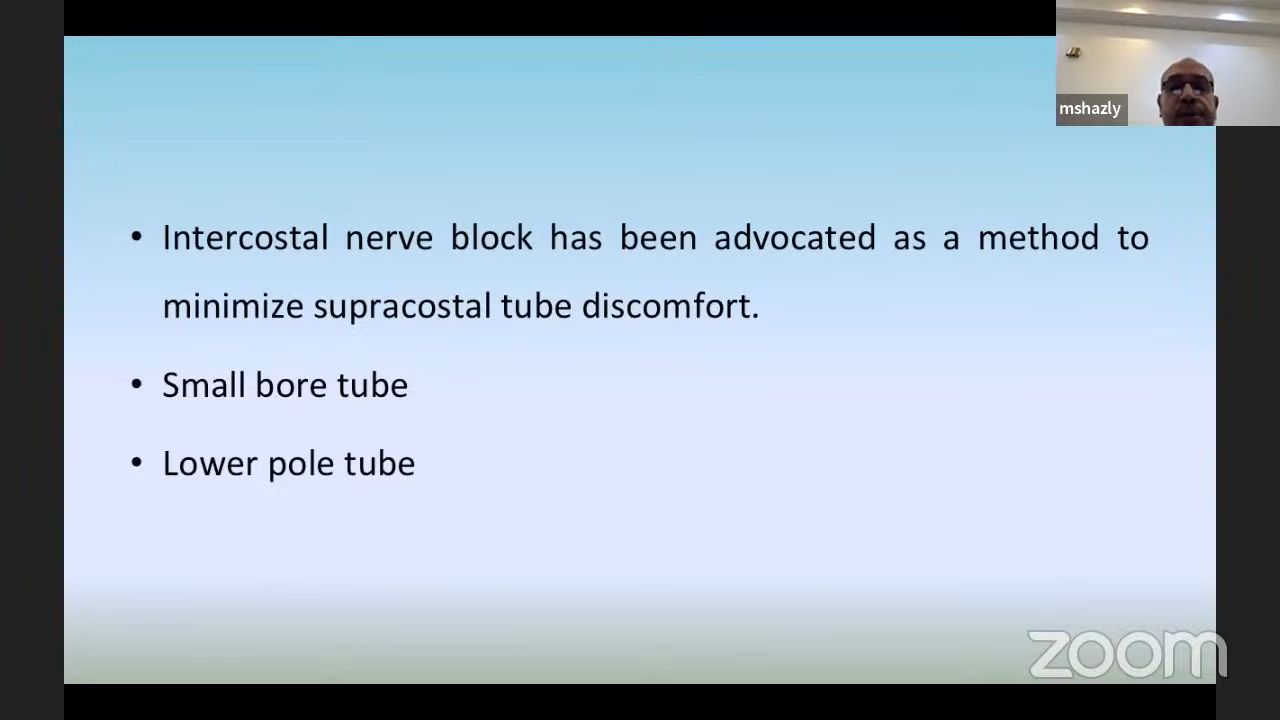 mshazly
• Intercostal nerve block has been advocated as a method to
minimize supracostal tube discomfort.
• Small bore tube
• Lower pole tube
zoom